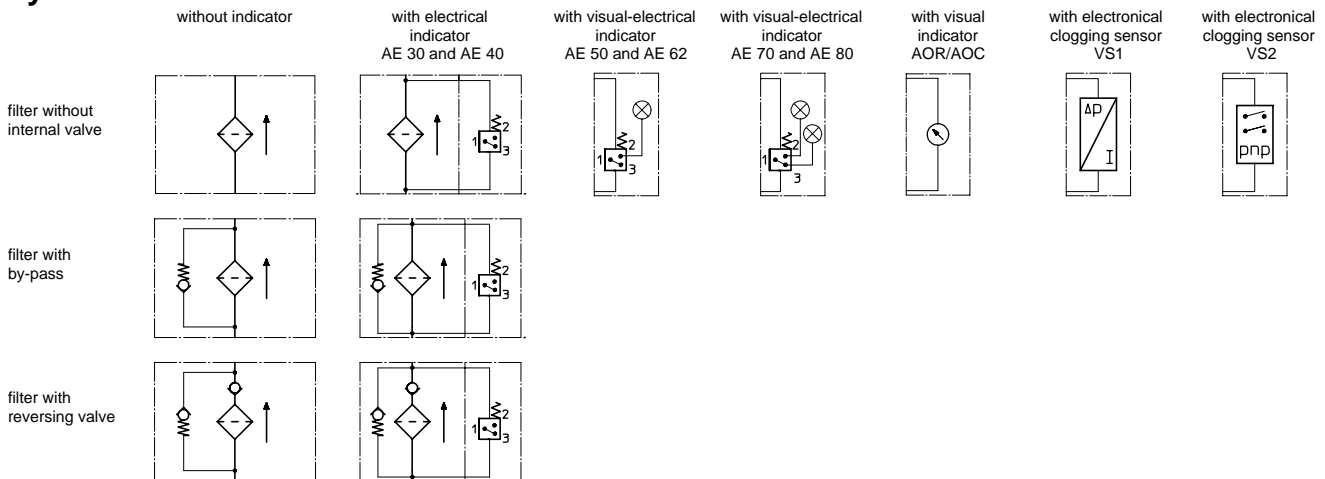 without indicator
with electrical
indicator
AE 30 and AE 40
with visual-electrical
indicator
AE 50 and AE 62
with visual-electrical
indicator
AE 70 and AE 80
with visual
indicator
AOR/AOC
with electronical
clogging sensor
VS1
with electronical
clogging sensor
VS2
filter without
internal valve
1 2 3
1 2 3
1 2 3
Δp
I
pnp
filter with
by-pass
1 2 3
filter with
reversing valve
1 2 3